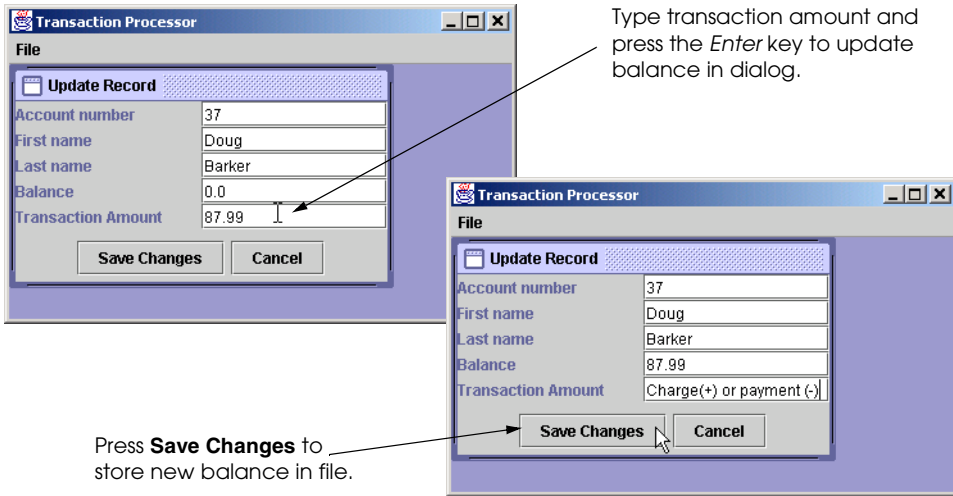 Transaction Processor
File
Update Record
Account number 37
First name Doug
Last name Barker
Balance 0.0
Transaction Amount 87.99
Save Changes Cancel
Type transaction amount and
press the Enter key to update
balance in dialog.
Transaction Processor
File
Update Record
Account number 37
First name Doug
Last name Barker
Balance 87.99
Transaction Amount Charge(+) or payment (-)
Save Changes Cancel
Press Save Changes to
store new balance in file.